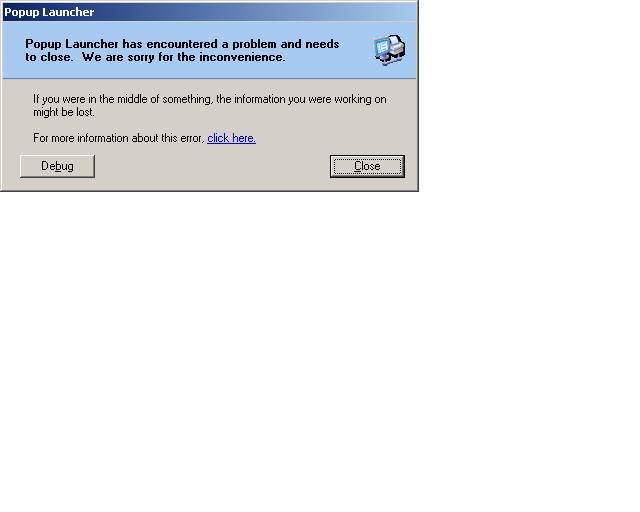 Popup Launcher
Popup Launcher has encountered a problem and needs
to close.  We are sorry for the inconvenience.
If you were in the middle of something, the information you were working on
might be lost.
For more information about this error, click here.
Debug
Close